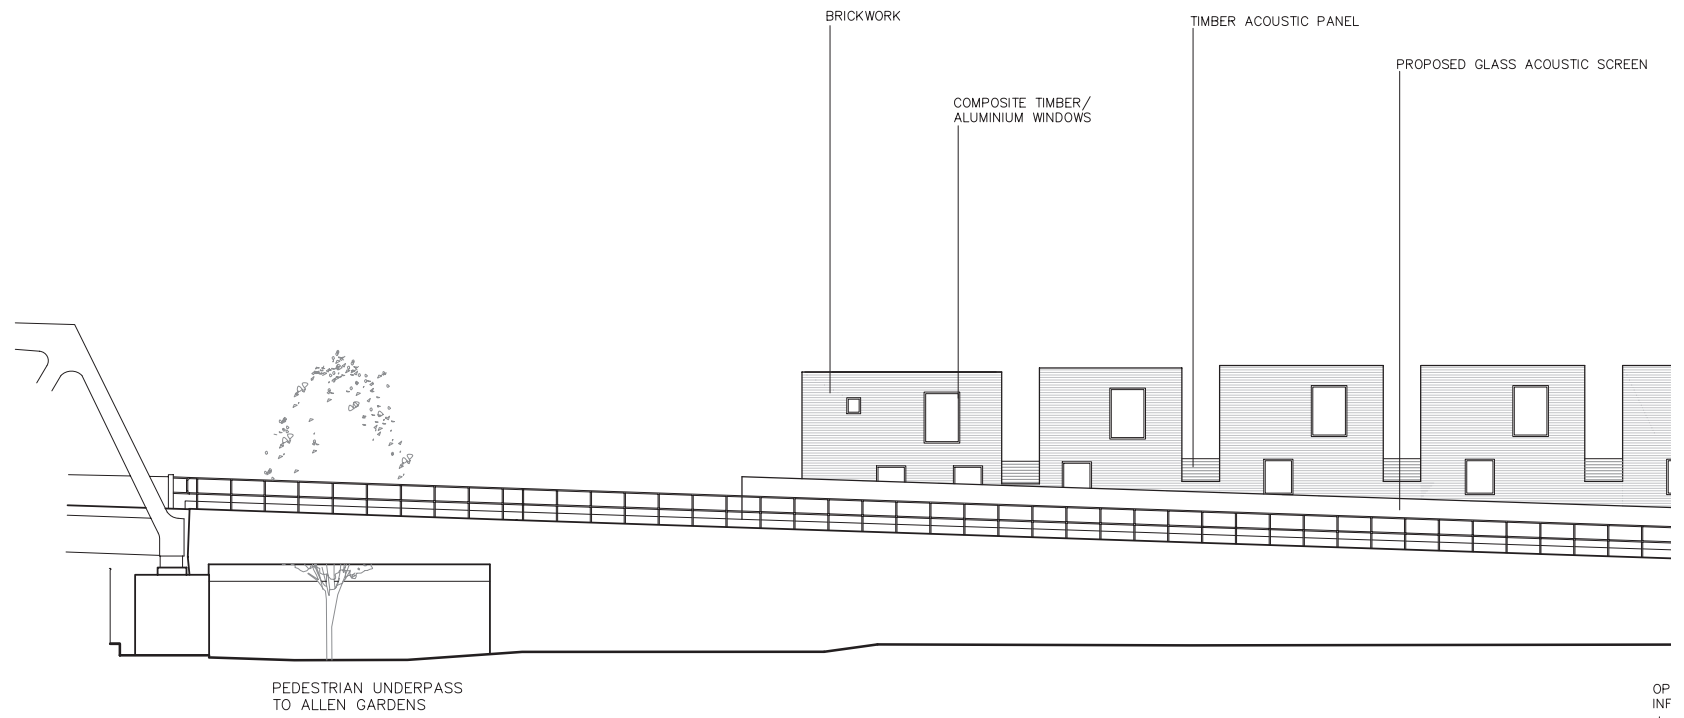 BRICKWORK
TIMBER ACOUSTIC PANEL
PROPOSED GLASS ACOUSTIC SCREEN
COMPOSITE TIMBER/
ALUMINIUM WINDOWS
PEDESTRIAN UNDERPASS
TO ALLEN GARDENS
OP
INF